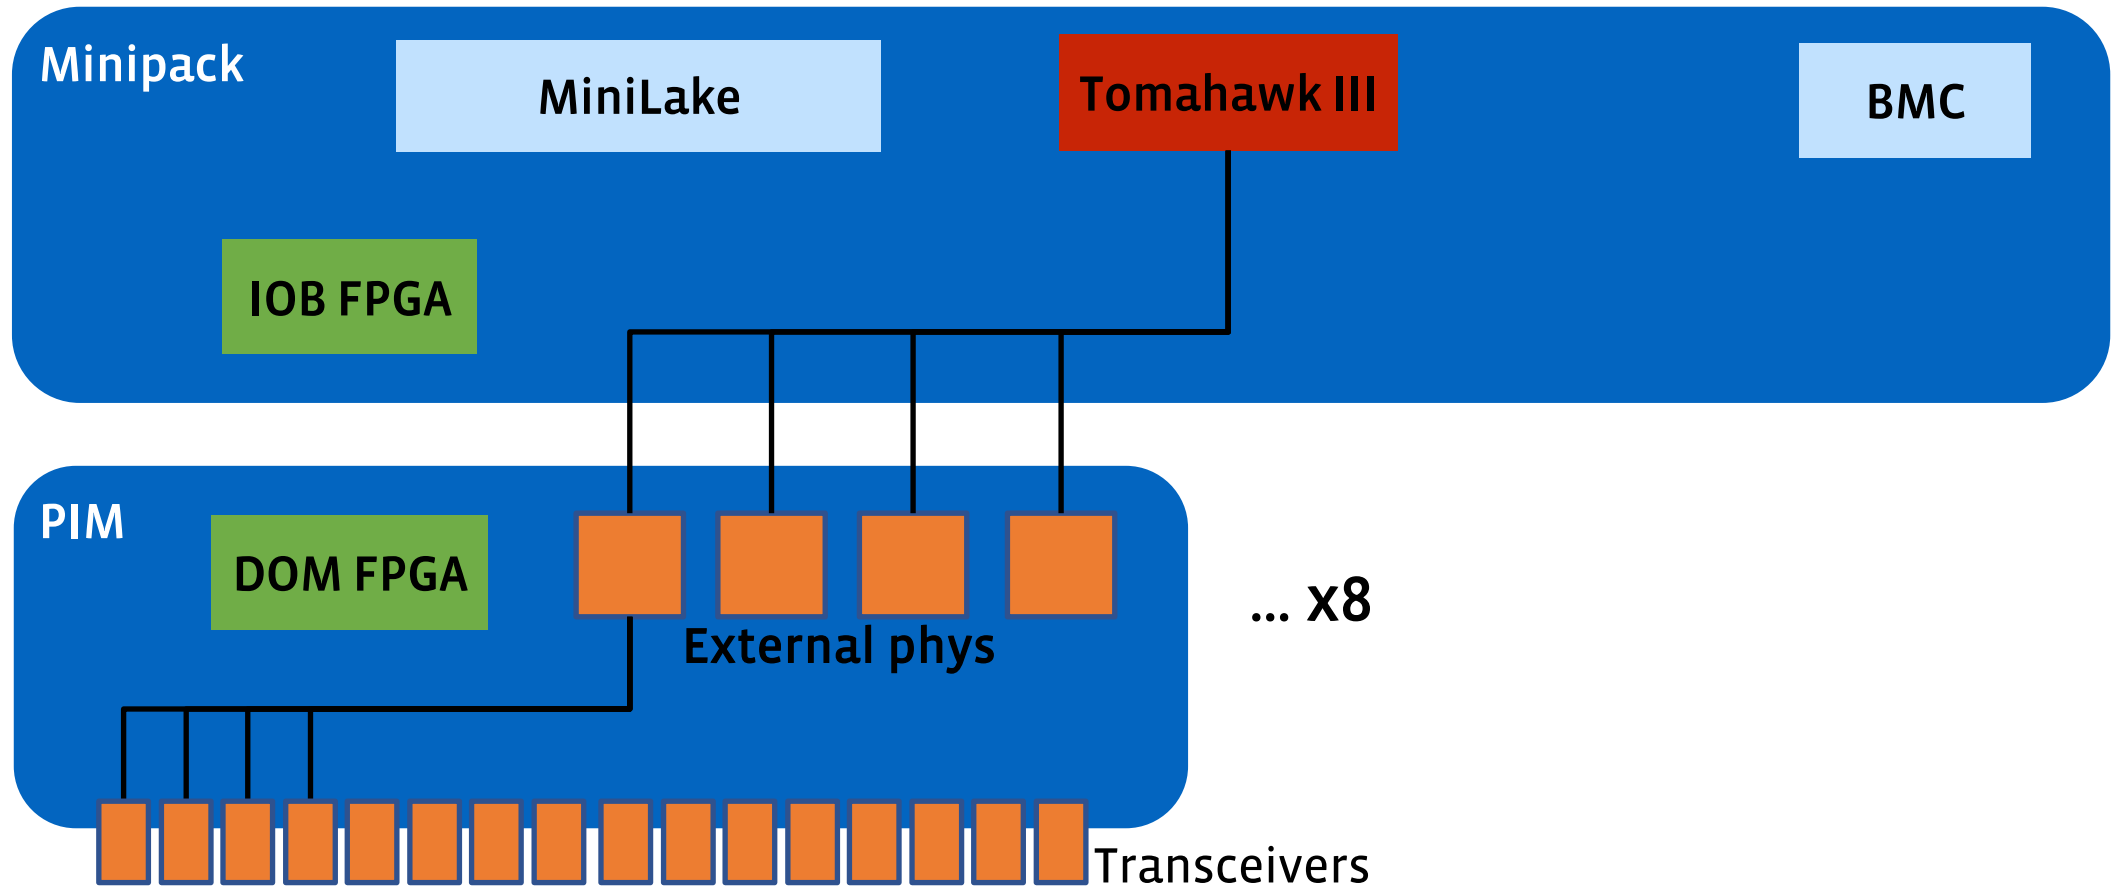 Minipack
MiniLake
Tomahawk III
BMC
IOB FPGA
PIM
DOM FPGA
External phys
... x8
Transceivers